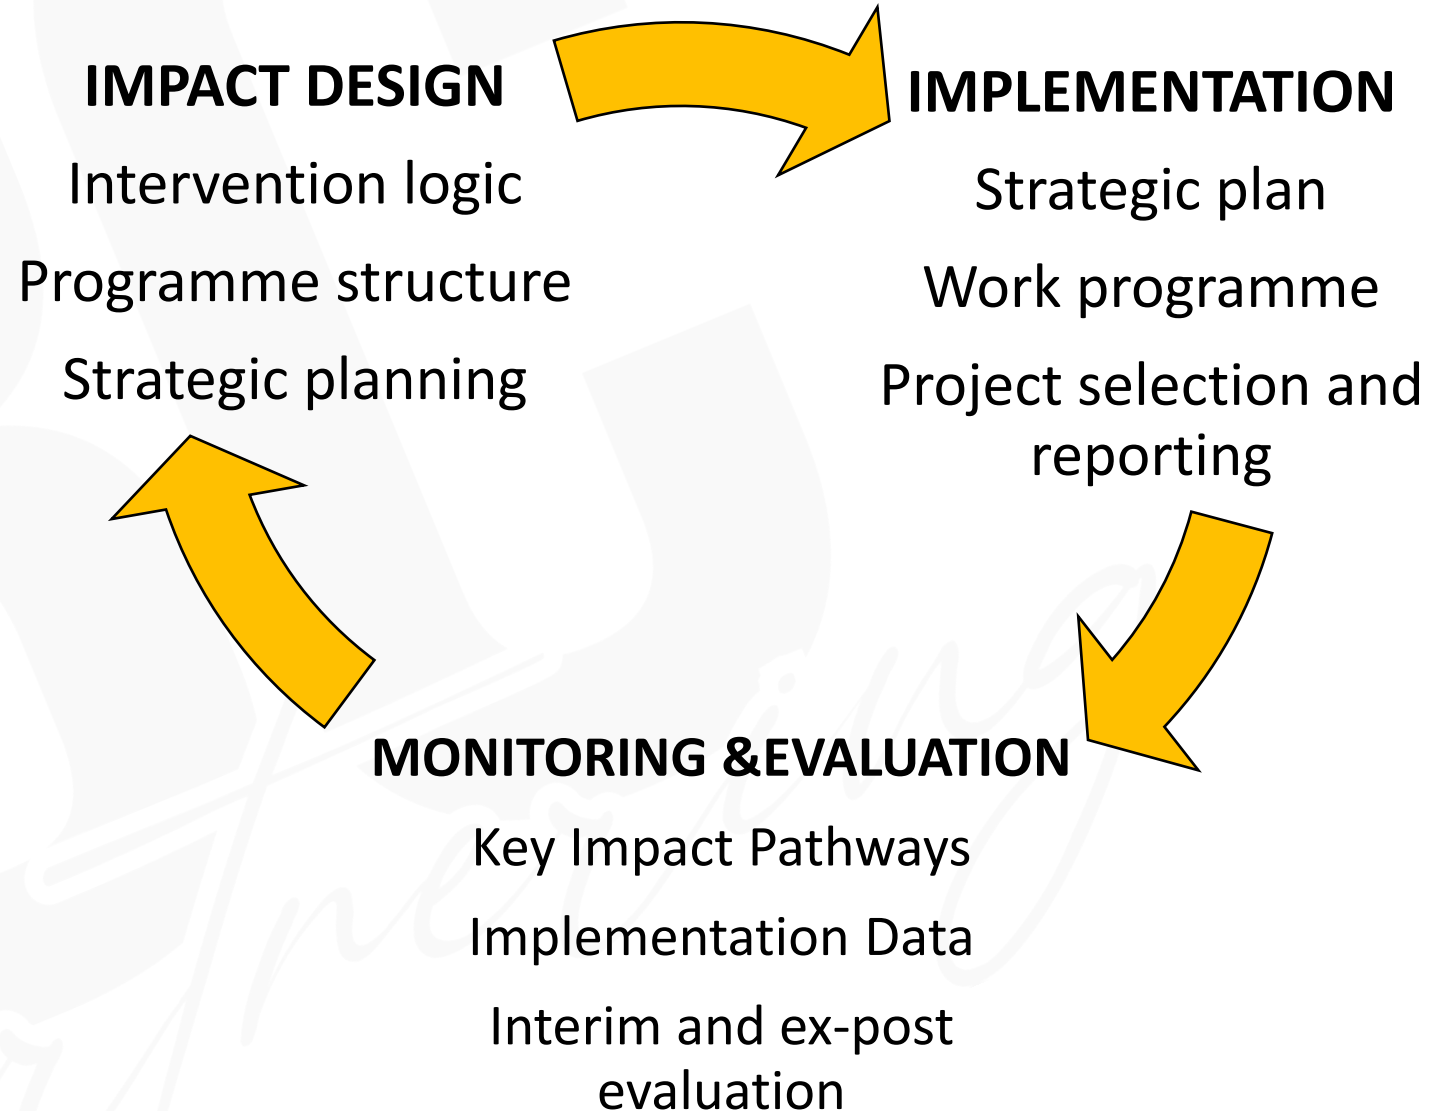 IMPACT DESIGN
Intervention logic
Programme structure
Strategic planning
IMPLEMENTATION
Strategic plan
Work programme
Project selection and
reporting
MONITORING &EVALUATION
Key Impact Pathways
Implementation Data
Interim and ex-post
evaluation